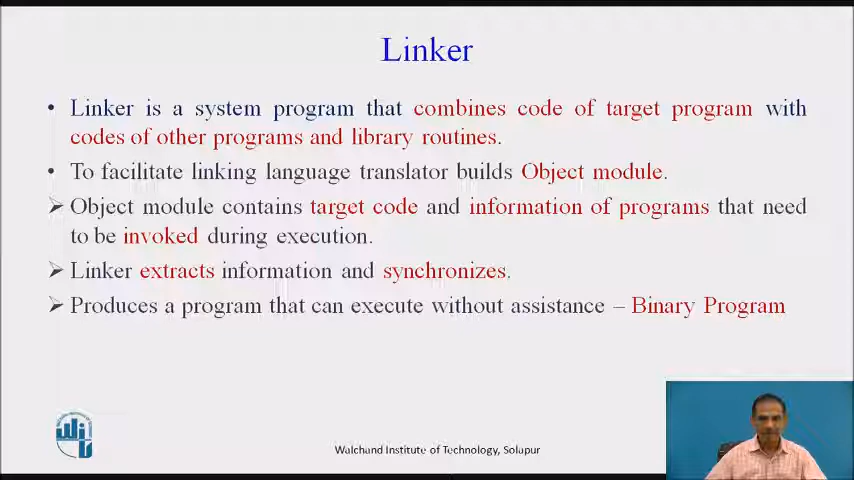 Linker
• Linker is a system program that combines code of target program with
codes of other programs and library routines.
• To facilitate linking language translator builds Object module.
➢ Object module contains target code and information of programs that need
to be invoked during execution.
➢ Linker extracts information and synchronizes.
➢ Produces a program that can execute without assistance – Binary Program
Walchand Institute of Technology, Solapur